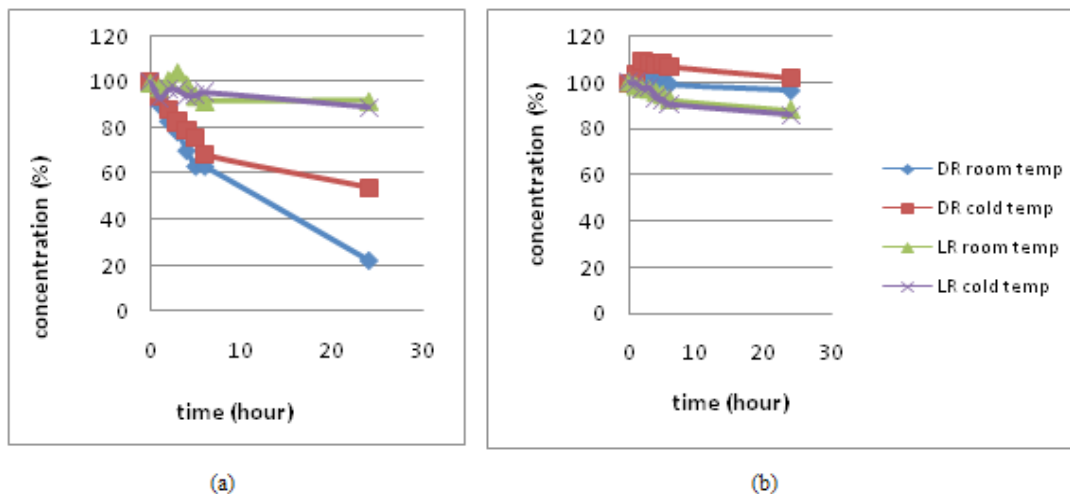 120
100
80
60
40
20
0
concentration (%)
0 10 20 30
time (hour)
(a)
120
100
80
60
40
20
0
concentration (%)
0 10 20 30
time (hour)
DR room temp
DR cold temp
LR room temp
LR cold temp
(b)